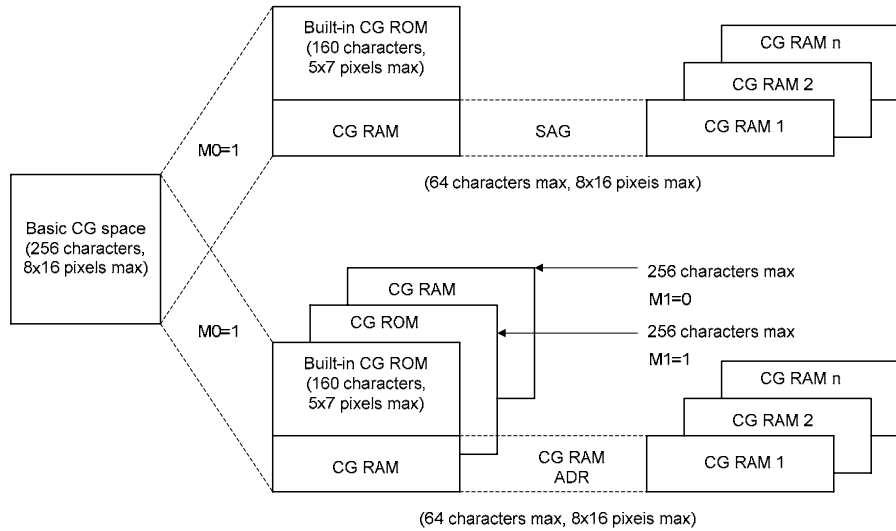 Built-in CG ROM
(160 characters,
5x7 pixels max)
CG RAM
M0=1
SAG
CG RAM n
CG RAM 2
CG RAM 1
(64 characters max, 8x16 pixeis max)
Basic CG space
(256 characters,
8x16 pixels max)
M0=1
CG RAM
CG ROM
Built-in CG ROM
(160 characters,
5x7 pixels max)
CG RAM
256 characters max
M1=0
256 characters max
M1=1
CG RAM
ADR
CG RAM n
CG RAM 2
CG RAM 1
(64 characters max, 8x16 pixels max)